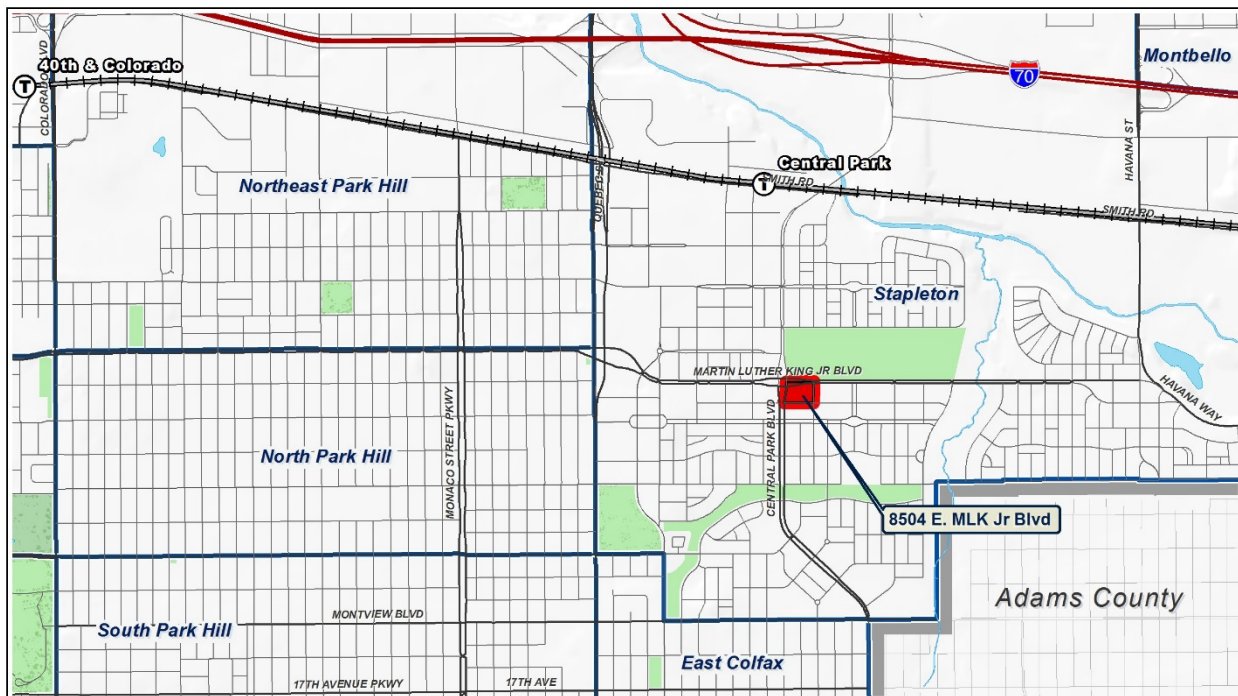 Montbello
40th & Colorado
T
COLORADO BLVD
70
HAVANA ST
QUEBEC ST
Central Park
T
SMITH RD
SMITH RD
Northeast Park Hill
Stapleton
MARTIN LUTHER KING JR BLVD
HAVANA WAY
MONACO STREET PKWY
CENTRAL PARK BLVD
North Park Hill
8504 E. MLK Jr Blvd
Adams County
MONTVIEW BLVD
South Park Hill
East Colfax
17TH AVENUE PKWY
17TH AVE